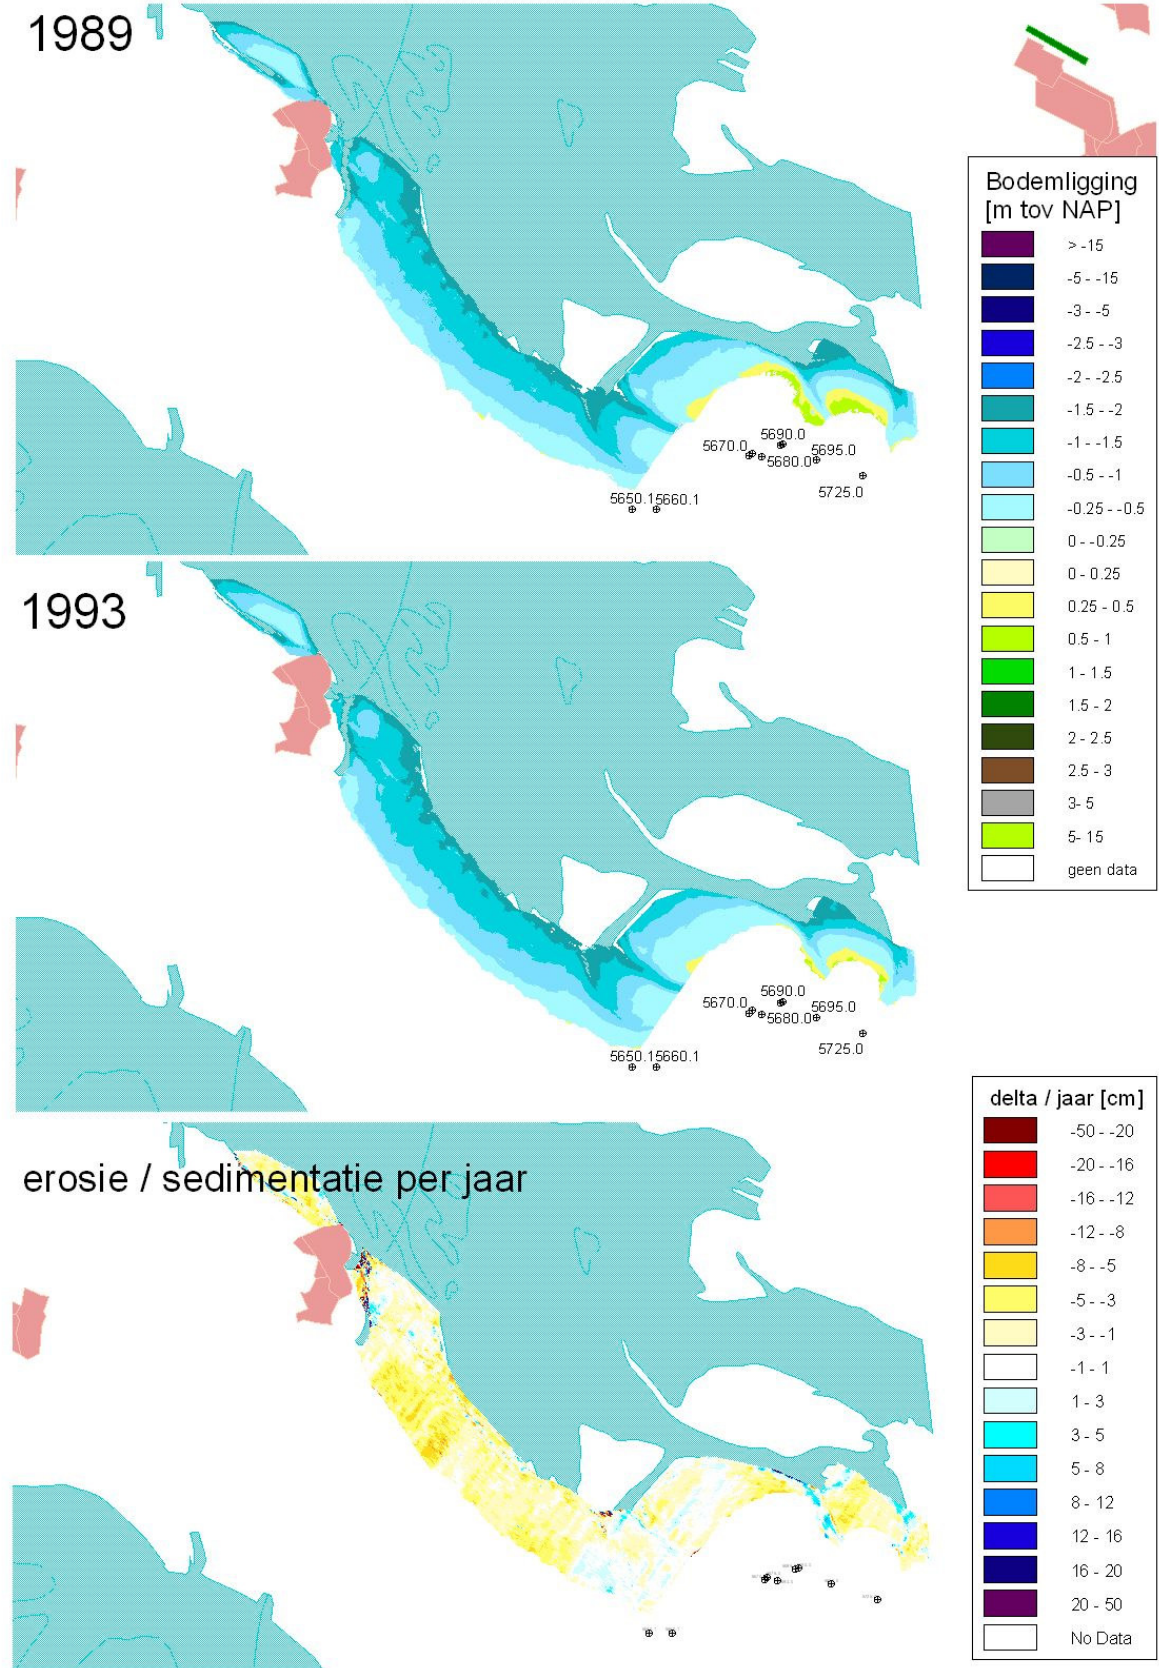 1989
Bodemligging
[m tov NAP]
> -15
-5 - -15
-3 - -5
-2.5 - -3
-2 - -2.5
-1.5 - -2
-1 - -1.5
-0.5 - -1
-0.25 - -0.5
0 - -0.25
0 - 0.25
0.25 - 0.5
0.5 - 1
1 - 1.5
1.5 - 2
2 - 2.5
2.5 - 3
3- 5
5- 15
geen data
5690.0
5670.0
5695.0
5680.0
5725.0
5650.1
5660.1
1993
5690.0
5670.0
5695.0
5680.0
5725.0
5650.1
5660.1
erosie / sedimentatie per jaar
delta / jaar [cm]
-50 - -20
-20 - -16
-16 - -12
-12 - -8
-8 - -5
-5 - -3
-3 - -1
-1 - 1
1 - 3
3 - 5
5 - 8
8 - 12
12 - 16
16 - 20
20 - 50
No Data